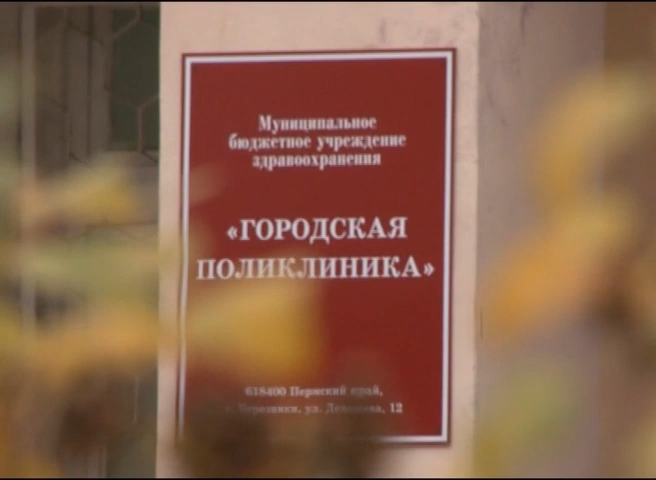 Муниципальное
бюджетное учреждение
здравоохранения
«ГОРОДСКАЯ
ПОЛИКЛИНИКА»
618400 Пермский край,
г. Березники, ул. 12